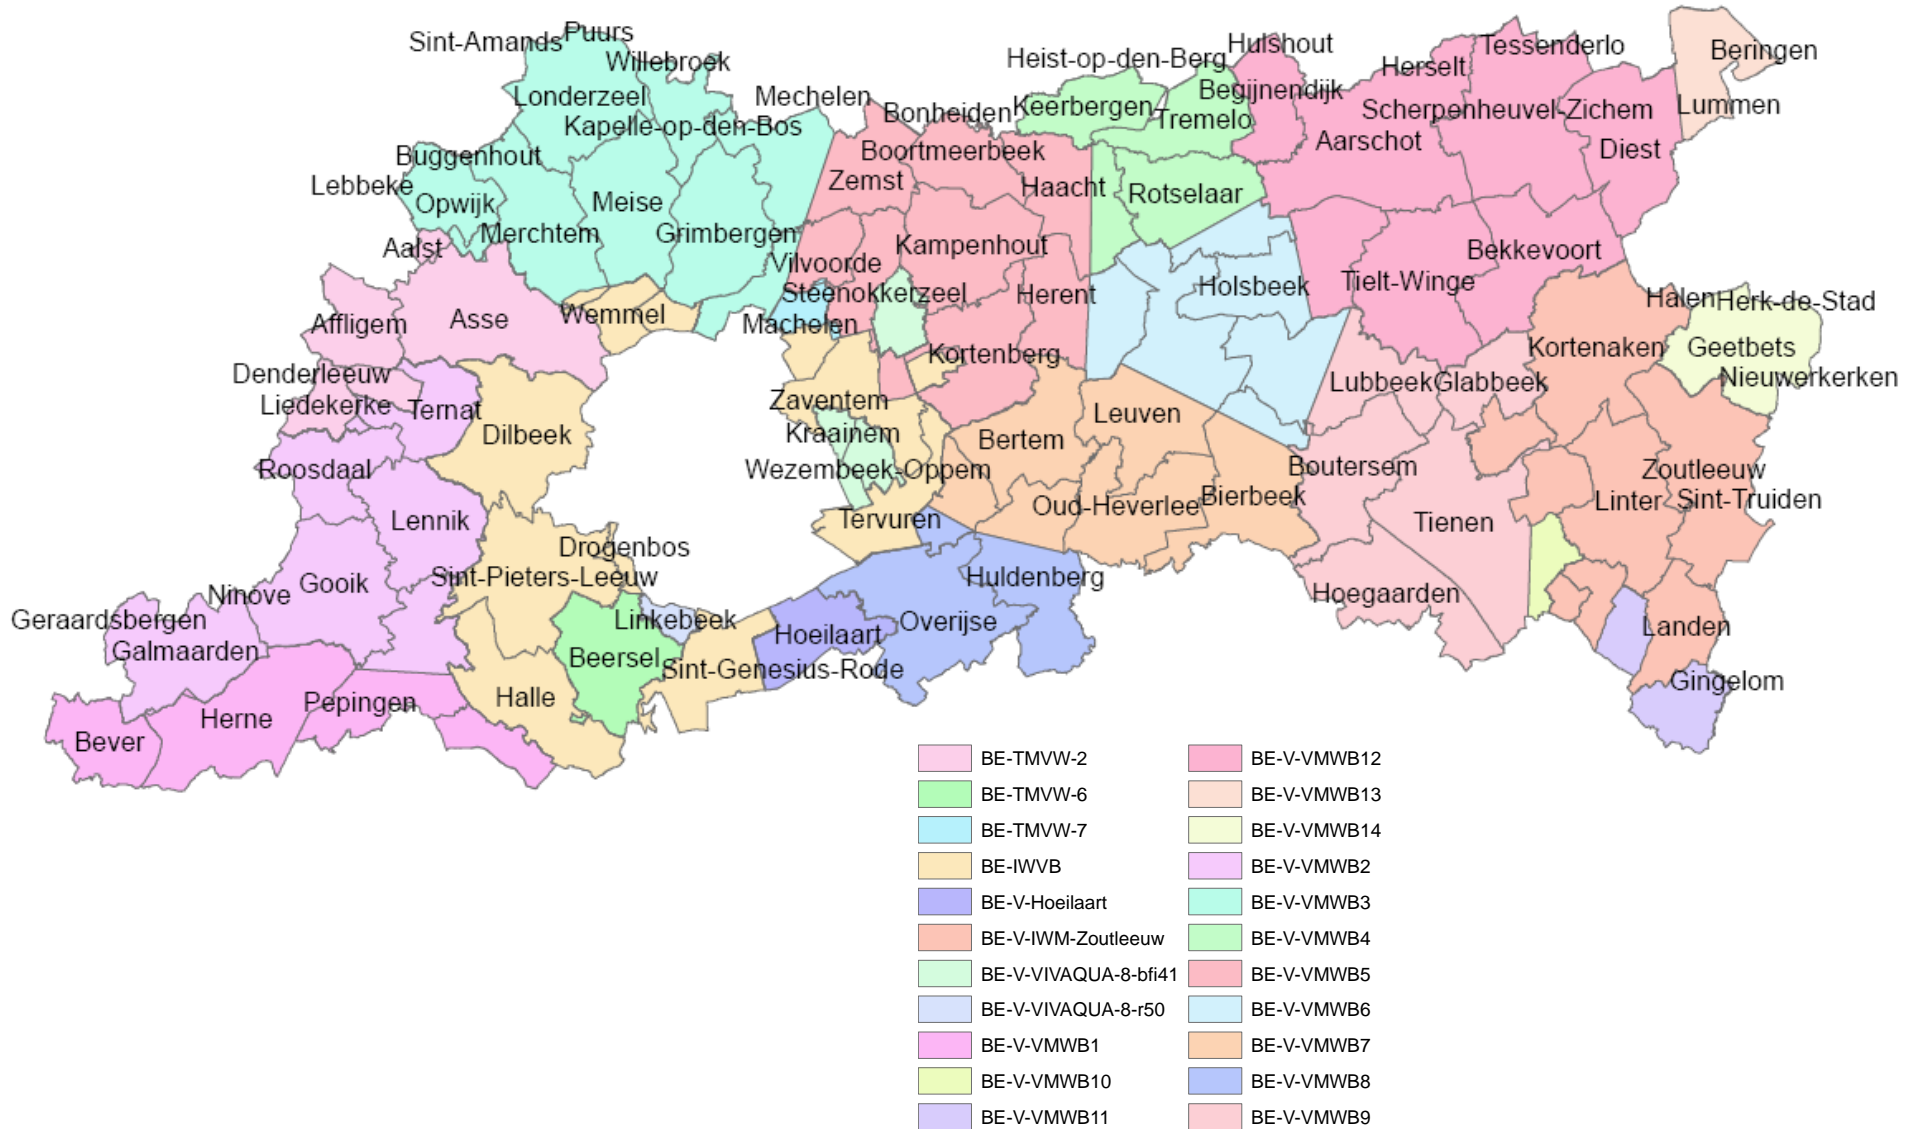 Puurs
Sint-Amands
Willebroek
Londerzeel
Kapelle-op-den-Bos
Mechelen
Bonheiden
Heist-op-den-Berg
Hulshout
Keerbergen
Begijnendijk
Tremelo
Herselt
Tessenderlo
Scherpenheuvel-Zichem
Aarschot
Diest
Beringen
Lummen
Buggenhout
Lebbeke
Opwijk
Meise
Merchtem
Grimbergen
Boortmeerbeek
Zemst
Haacht
Rotselaar
Aalst
Vilvoorde
Kampenhout
Steenokkerzeel
Herent
Holsbeek
Tielt-Winge
Bekkevoort
Affligem
Asse
Wemmel
Machelen
Kortenberg
Halen
Herk-de-Stad
Kortenaken
Geetbets
Nieuwerkerken
Denderleeuw
Liedekerke
Ternat
Dilbeek
Zaventem
Kraainem
Wezembeek-Oppem
Bertem
Leuven
Lubbeek
Glabbeek
Roosdaal
Lennik
Tervuren
Oud-Heverlee
Bierbeek
Boutersem
Tienen
Zoutleeuw
Linter
Sint-Truiden
Drogenbos
Sint-Pieters-Leeuw
Gooik
Ninove
Geraardsbergen
Galmaarden
Linkebeek
Beersel
Sint-Genesius-Rode
Hoeilaart
Overijse
Huldenberg
Hoegaarden
Landen
Gingelom
Halle
Pepingen
Herne
Bever
BE-TMVW-2
BE-TMVW-6
BE-TMVW-7
BE-IWVB
BE-V-Hoeilaart
BE-V-IWM-Zoutleeuw
BE-V-VIVAQUA-8-bfi41
BE-V-VIVAQUA-8-r50
BE-V-VMWB1
BE-V-VMWB10
BE-V-VMWB11
BE-V-VMWB12
BE-V-VMWB13
BE-V-VMWB14
BE-V-VMWB2
BE-V-VMWB3
BE-V-VMWB4
BE-V-VMWB5
BE-V-VMWB6
BE-V-VMWB7
BE-V-VMWB8
BE-V-VMWB9